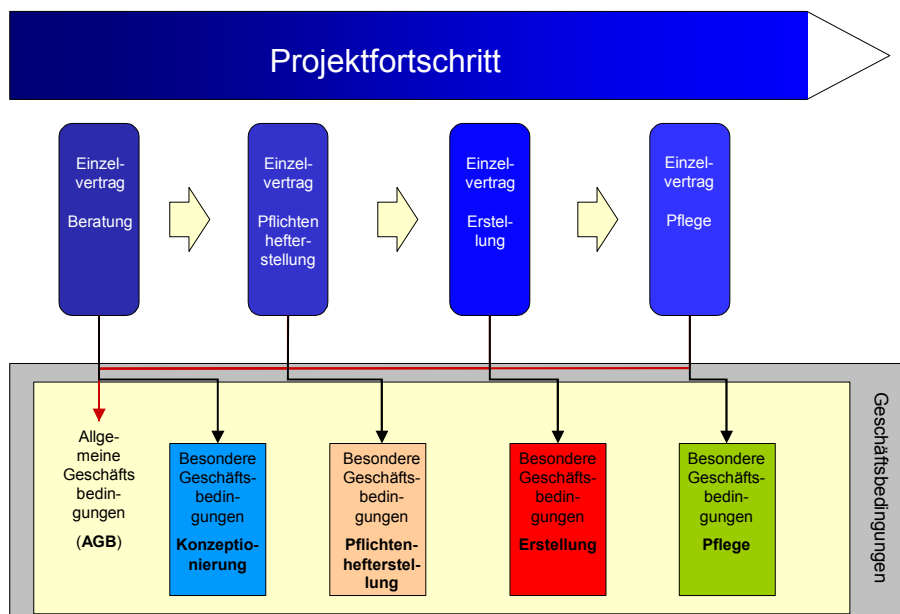 Projektfortschritt
Einzel-
vertrag
Beratung
Einzel-
vertrag
Pflichten
hefter-
stellung
Einzel-
vertrag
Erstel-
lung
Einzel-
vertrag
Pflege
Geschäftsbedingungen
Allge-
meine
Geschäfts
bedin-
gungen
(AGB)
Besondere
Geschäfts-
bedin-
gungen
Konzeptio-
nierung
Besondere
Geschäfts-
bedin-
gungen
Pflichten-
hefterstel-
lung
Besondere
Geschäfts-
bedin-
gungen
Erstellung
Besondere
Geschäfts-
bedin-
gungen
Pflege